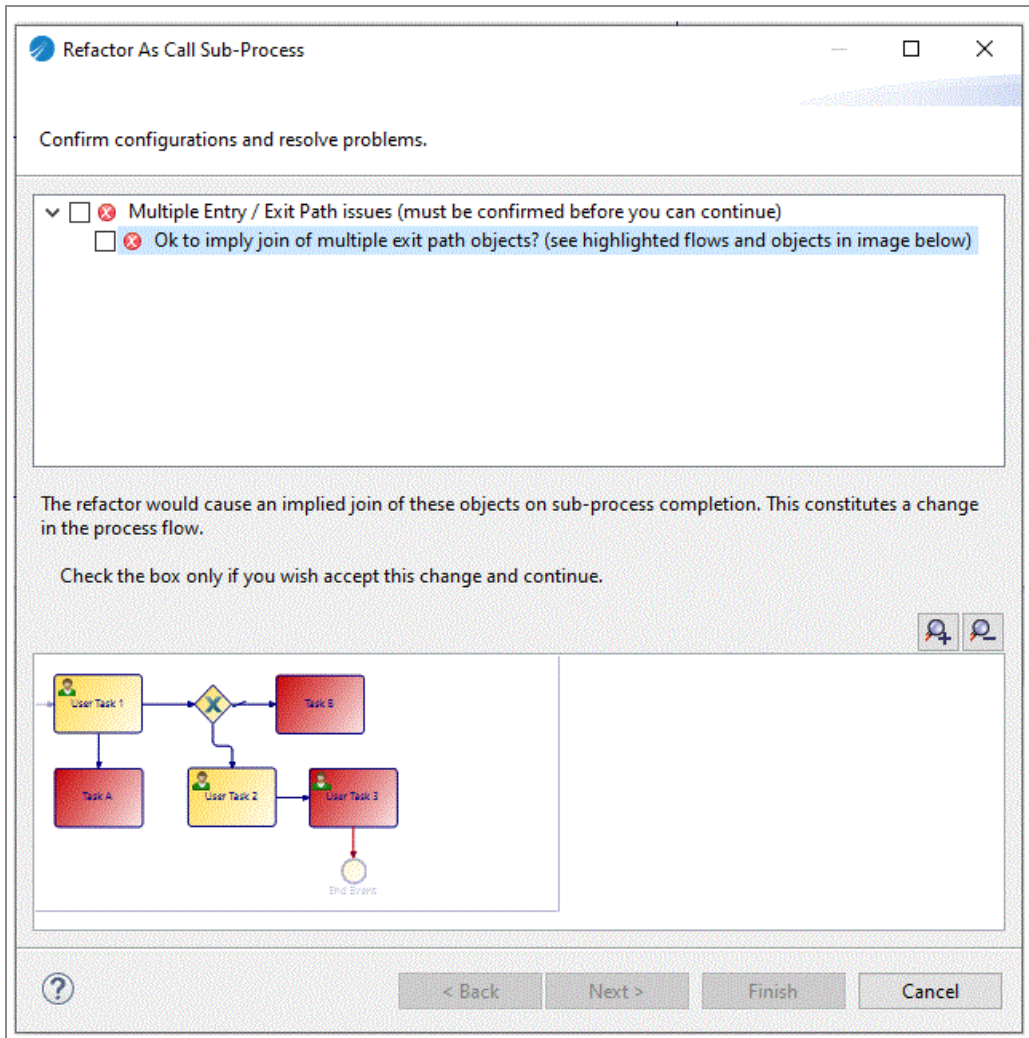 Refactor As Call Sub-Process
Confirm configurations and resolve problems.
Multiple Entry / Exit Path issues (must be confirmed before you can continue)
Ok to imply join of multiple exit path objects? (see highlighted flows and objects in image below)
The refactor would cause an implied join of these objects on sub-process completion. This constitutes a change
in the process flow.
Check the box only if you wish accept this change and continue.
User Task 1
Task B
Task A
User Task 2
User Task 3
End Event
< Back
Next >
Finish
Cancel